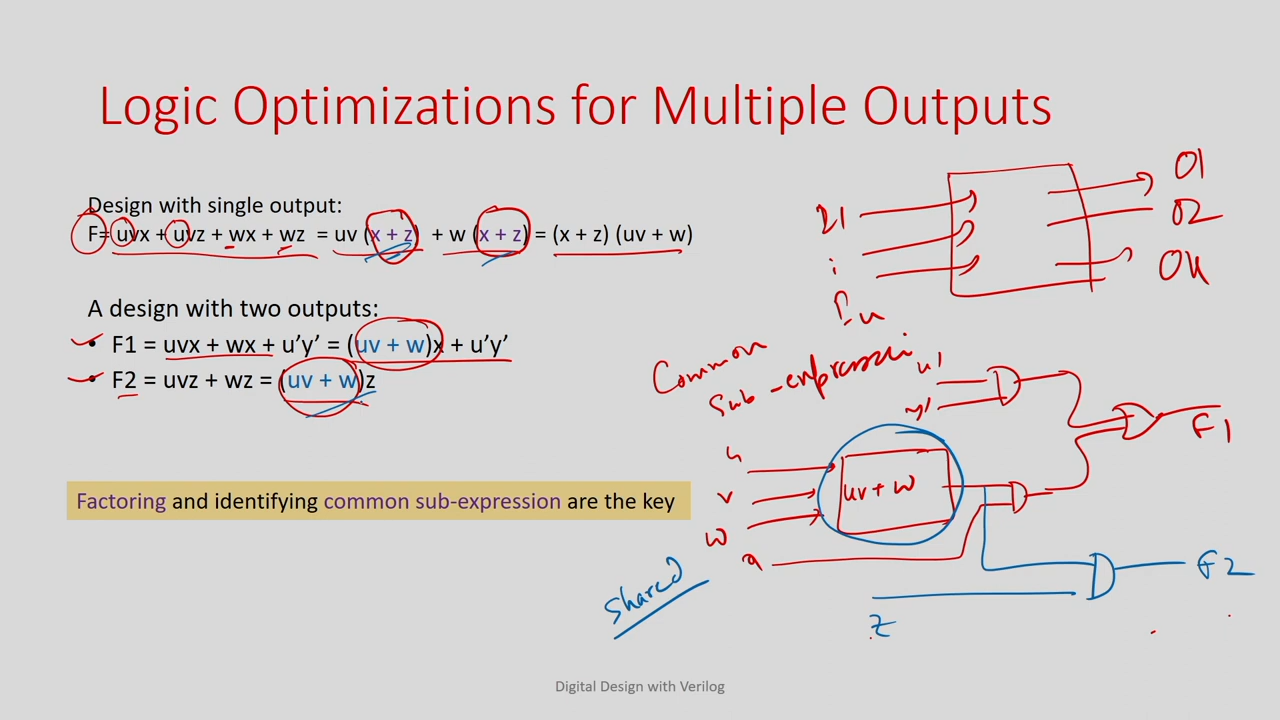 Logic Optimizations for Multiple Outputs
Design with single output:
F= uvx + uvz + wx + wz = uv (x + z) + w (x + z) = (x + z) (uv + w)
A design with two outputs:
• F1 = uvx + wx + u’y’ = (uv + w)x + u’y’
• F2 = uvz + wz = (uv + w)z
Factoring and identifying common sub-expression are the key
O1
O2
Common
Sub-expression
u'
y'
F1
u
v
w
uv + w
shared
F2
z
Digital Design with Verilog